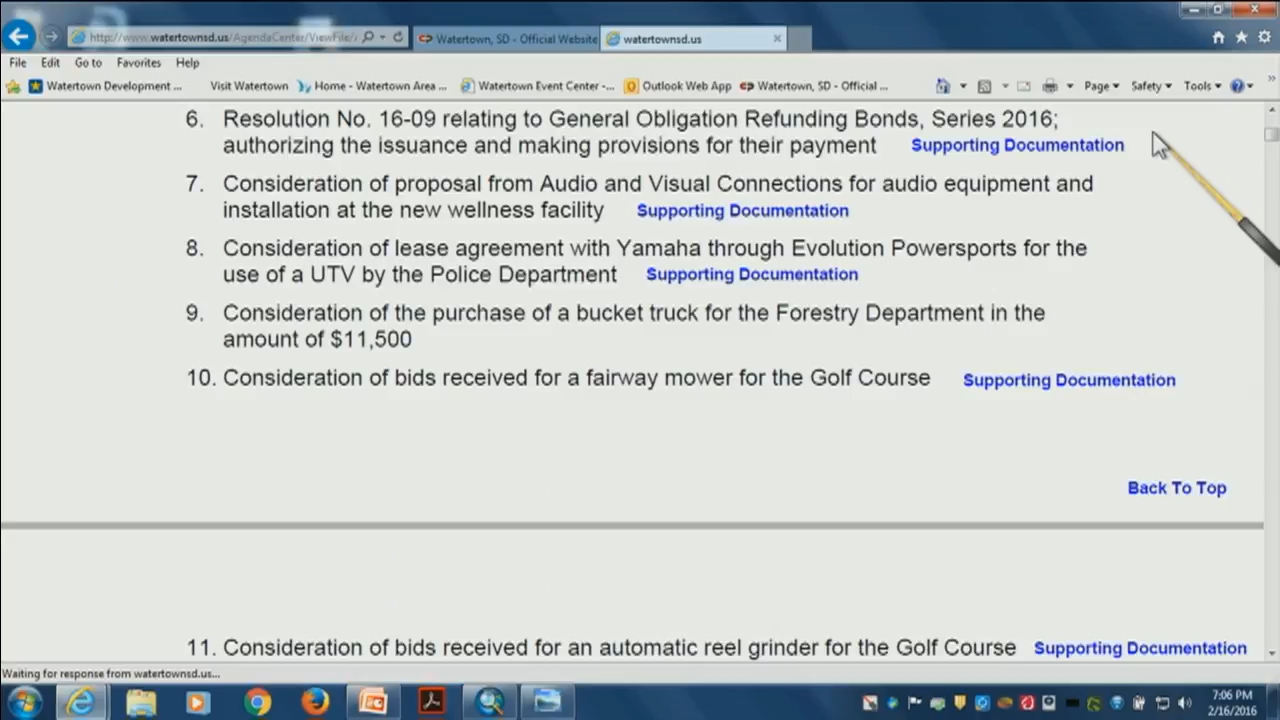 http://www.watertownsd.us/AgendaCenter/ViewFile/
Watertown, SD - Official Website
watertownsd.us
File Edit Go to Favorites Help
Watertown Development ... Visit Watertown Home - Watertown Area ... Watertown Event Center -... Outlook Web App Watertown, SD - Official ... Page Safety Tools
6. Resolution No. 16-09 relating to General Obligation Refunding Bonds, Series 2016;
authorizing the issuance and making provisions for their payment Supporting Documentation
7. Consideration of proposal from Audio and Visual Connections for audio equipment and
installation at the new wellness facility Supporting Documentation
8. Consideration of lease agreement with Yamaha through Evolution Powersports for the
use of a UTV by the Police Department Supporting Documentation
9. Consideration of the purchase of a bucket truck for the Forestry Department in the
amount of $11,500
10. Consideration of bids received for a fairway mower for the Golf Course Supporting Documentation
Back To Top
11. Consideration of bids received for an automatic reel grinder for the Golf Course Supporting Documentation
Waiting for response from watertownsd.us...
7:06 PM
2/16/2016